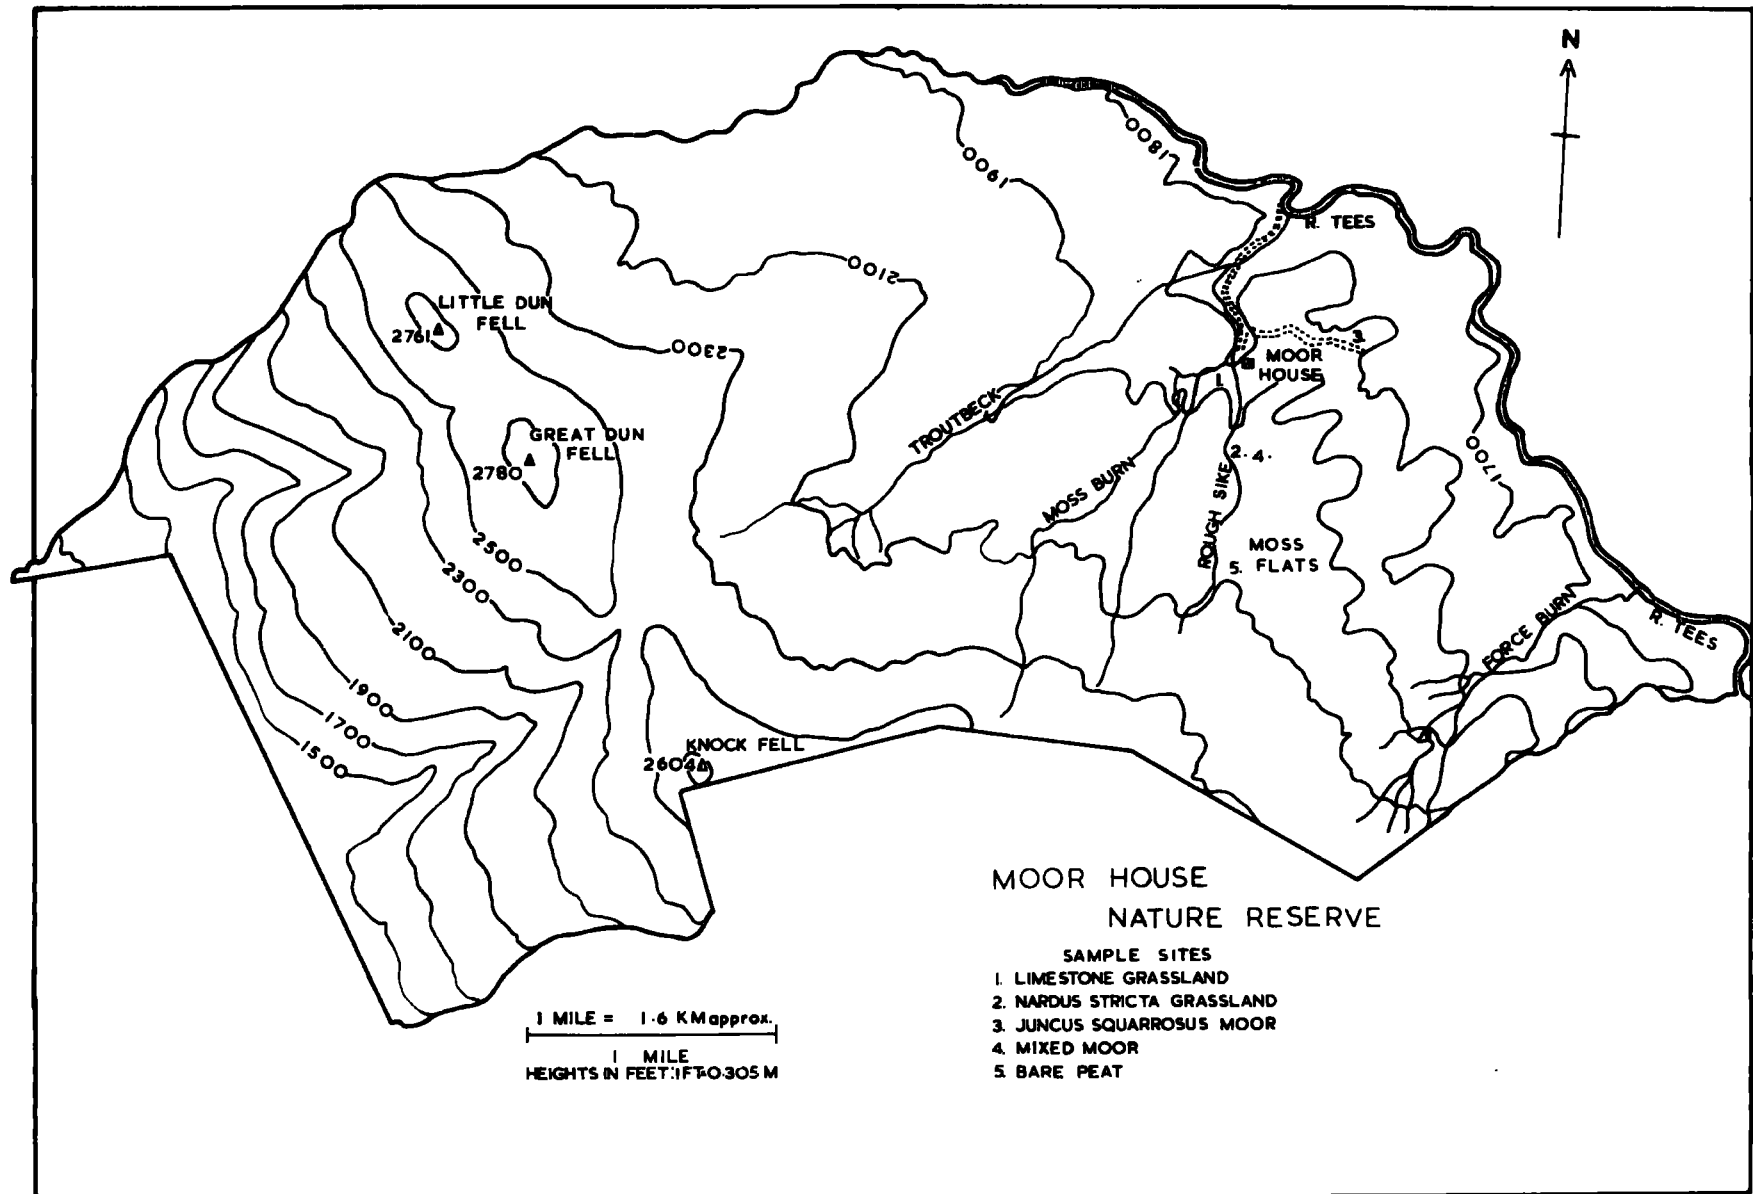 N
1800
1900
R. TEES
2100
LITTLE DUN
FELL
2761
2300
3
MOOR
HOUSE
1.
TROUTBECK
GREAT DUN
FELL
2780
1700
2. 4.
MOSS BURN
ROUGH SIKE
MOSS
5. FLATS
2500
2300
2100
FORCE BURN
R. TEES
1900
1700
1500
KNOCK FELL
2604
MOOR HOUSE
NATURE RESERVE
SAMPLE SITES
1. LIMESTONE GRASSLAND
2. NARDUS STRICTA GRASSLAND
3. JUNCUS SQUARROSUS MOOR
4. MIXED MOOR
5. BARE PEAT
1 MILE = 1·6 KM approx.
1 MILE
HEIGHTS IN FEET:1FT·0·305 M